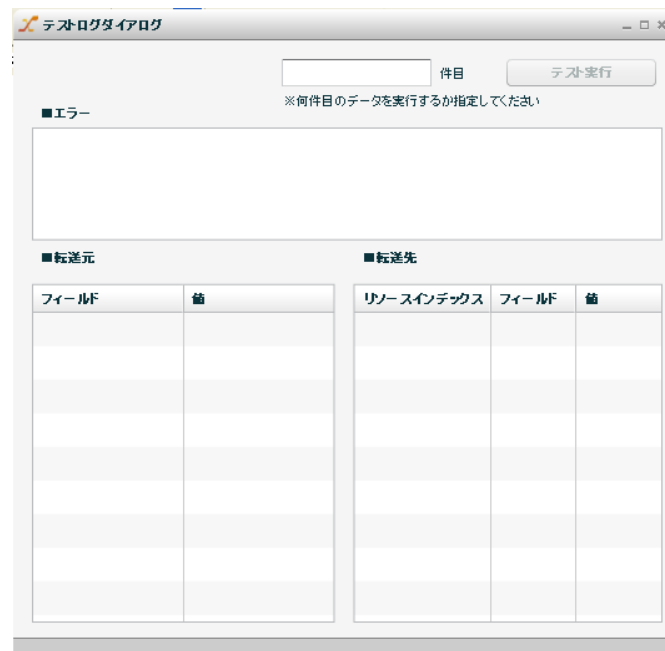 テストログダイアログ
件目 テスト実行
※何件目のデータを実行するか指定してください
■エラー
■転送元 ■転送先
フィールド 値 リソースインデックス フィールド 値